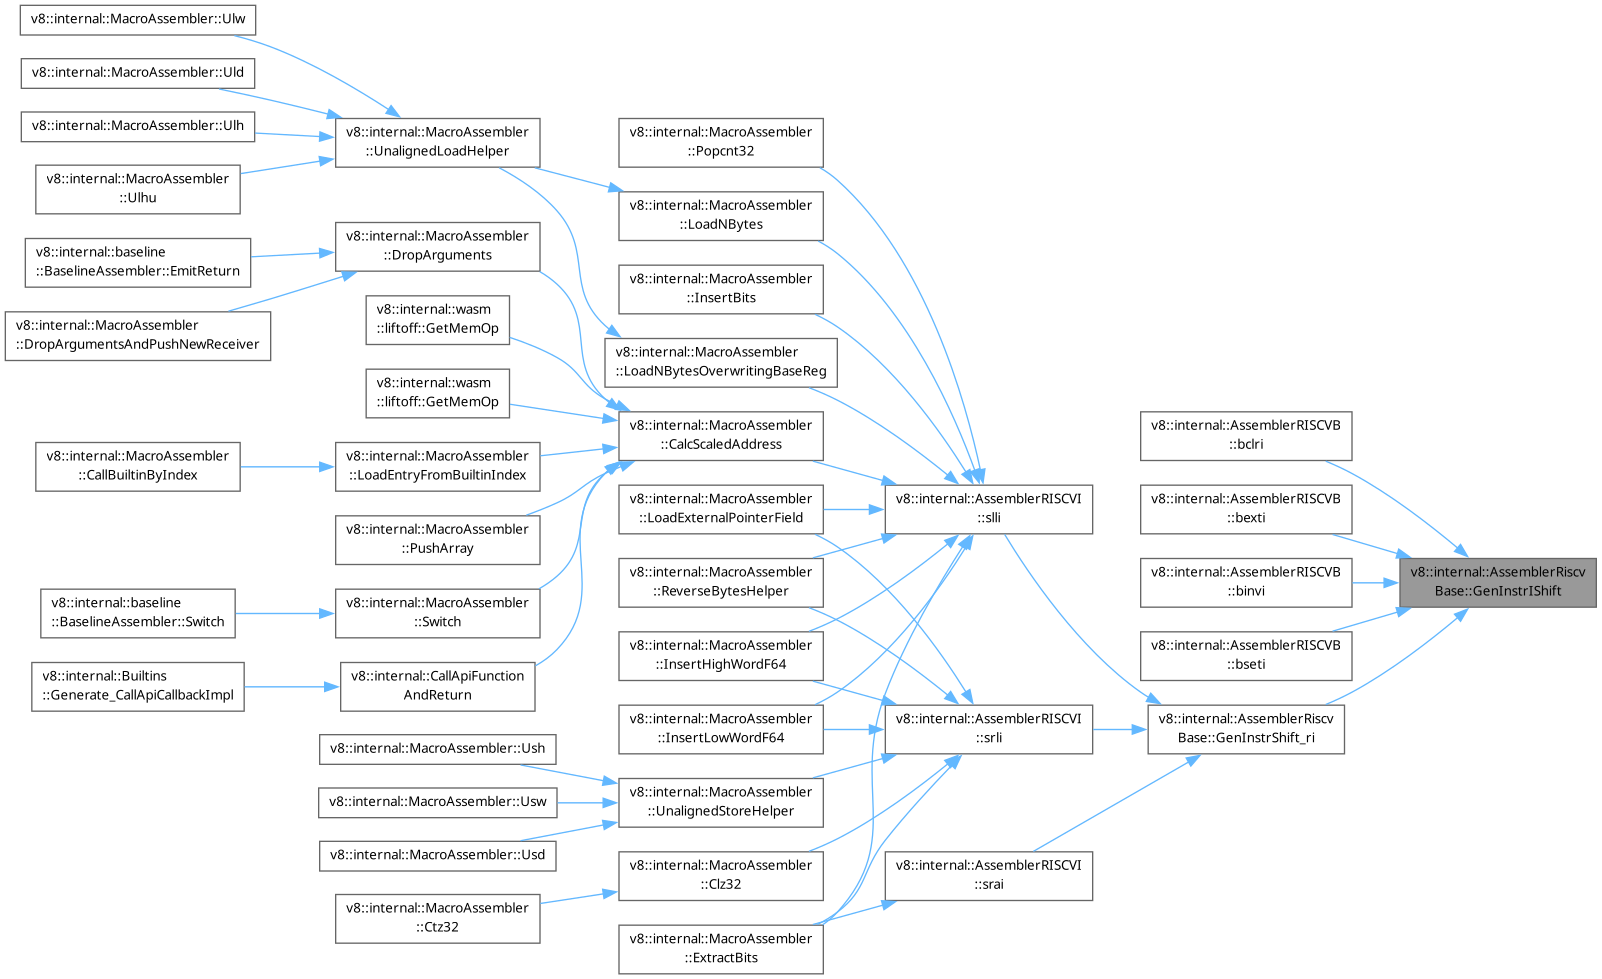 v8::internal::MacroAssembler::Ulw
v8::internal::MacroAssembler::Uld
v8::internal::MacroAssembler::Ulh
v8::internal::MacroAssembler
::Ulhu
v8::internal::baseline
::BaselineAssembler::EmitReturn
v8::internal::MacroAssembler
::DropArgumentsAndPushNewReceiver
v8::internal::MacroAssembler
::CallBuiltinByIndex
v8::internal::baseline
::BaselineAssembler::Switch
v8::internal::Builtins
::Generate_CallApiCallbackImpl
v8::internal::MacroAssembler
::UnalignedLoadHelper
v8::internal::MacroAssembler
::DropArguments
v8::internal::wasm
::liftoff::GetMemOp
v8::internal::wasm
::liftoff::GetMemOp
v8::internal::MacroAssembler
::LoadEntryFromBuiltinIndex
v8::internal::MacroAssembler
::PushArray
v8::internal::MacroAssembler
::Switch
v8::internal::CallApiFunction
AndReturn
v8::internal::MacroAssembler::Ush
v8::internal::MacroAssembler::Usw
v8::internal::MacroAssembler::Usd
v8::internal::MacroAssembler
::Ctz32
v8::internal::MacroAssembler
::Popcnt32
v8::internal::MacroAssembler
::LoadNBytes
v8::internal::MacroAssembler
::InsertBits
v8::internal::MacroAssembler
::LoadNBytesOverwritingBaseReg
v8::internal::MacroAssembler
::CalcScaledAddress
v8::internal::MacroAssembler
::LoadExternalPointerField
v8::internal::MacroAssembler
::ReverseBytesHelper
v8::internal::MacroAssembler
::InsertHighWordF64
v8::internal::MacroAssembler
::InsertLowWordF64
v8::internal::MacroAssembler
::UnalignedStoreHelper
v8::internal::MacroAssembler
::Clz32
v8::internal::MacroAssembler
::ExtractBits
v8::internal::AssemblerRISCVI
::slli
v8::internal::AssemblerRISCVI
::srli
v8::internal::AssemblerRISCVI
::srai
v8::internal::AssemblerRISCVB
::bclri
v8::internal::AssemblerRISCVB
::bexti
v8::internal::AssemblerRISCVB
::binvi
v8::internal::AssemblerRISCVB
::bseti
v8::internal::AssemblerRiscv
Base::GenInstrShift_ri
v8::internal::AssemblerRiscv
Base::GenInstrIShift